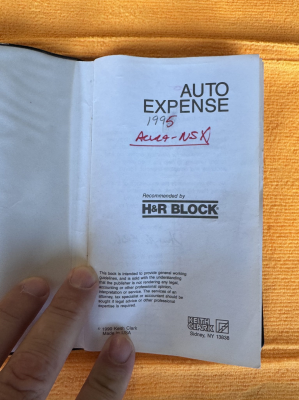 AUTO
EXPENSE
1995
Acura-NSX
Recommended by
H&R BLOCK
This book is intended to provide general working
guidelines, and is sold with the understanding
that the publisher is not rendering any legal,
accounting or other professional opinion,
interpretation or service. The services of an
attorney, tax specialist or accountant should be
sought if legal advice or other professional
expertise is required.
Keith Clark
Made in USA
KEITH
CLARK
Sidney, NY 13838